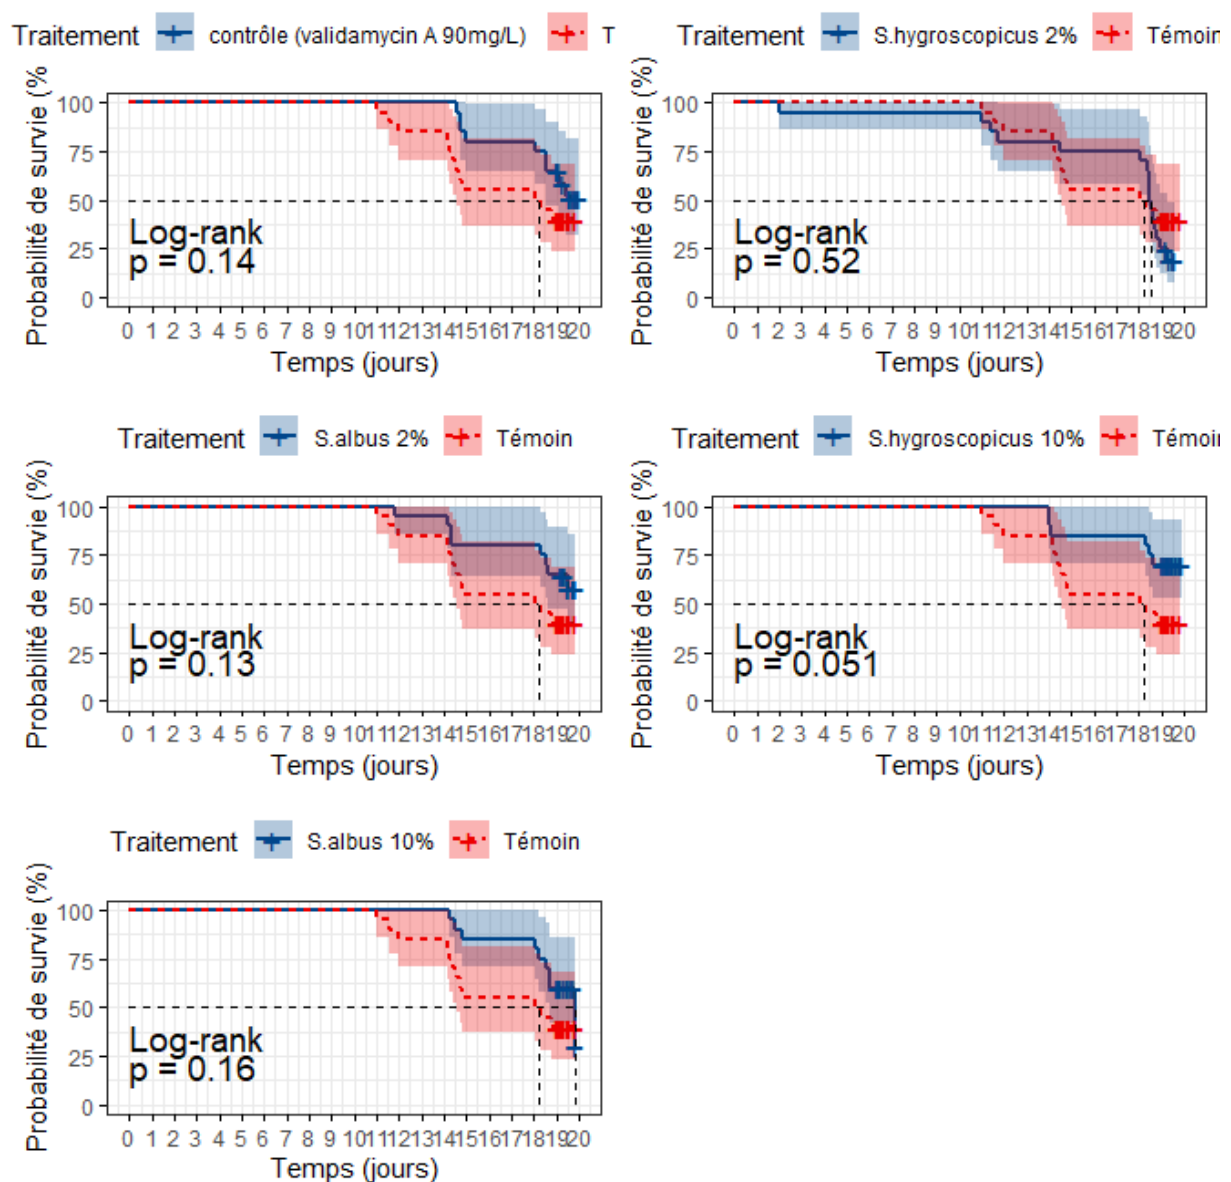 Traitement contrôle (validamycin A 90mg/L) T
Probabilité de survie (%
100
75
50
25
0
Log-rank
p = 0.14
0 1 2 3 4 5 6 7 8 9 10 11 12 13 14 15 16 17 18 19 20
Temps (jours)
Traitement S.hygroscopicus 2% Témoin
Probabilité de survie (%
100
75
50
25
0
Log-rank
p = 0.52
0 1 2 3 4 5 6 7 8 9 10 11 12 13 14 15 16 17 18 19 20
Temps (jours)
Traitement S.albus 2% Témoin
Probabilité de survie (%)
100
75
50
25
0
Log-rank
p = 0.13
0 1 2 3 4 5 6 7 8 9 10 11 12 13 14 15 16 17 18 19 20
Temps (jours)
Traitement S.hygroscopicus 10% Témoin
Probabilité de survie (%)
100
75
50
25
0
Log-rank
p = 0.051
0 1 2 3 4 5 6 7 8 9 10 11 12 13 14 15 16 17 18 19 20
Temps (jours)
Traitement S.albus 10% Témoin
Probabilité de survie (%)
100
75
50
25
0
Log-rank
p = 0.16
0 1 2 3 4 5 6 7 8 9 10 11 12 13 14 15 16 17 18 19 20
Temps (jours)